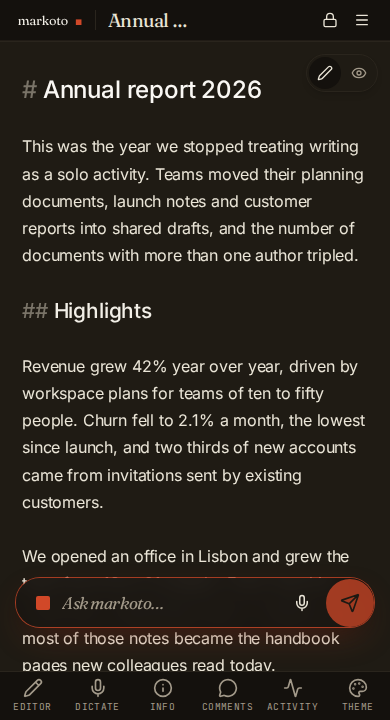 markoto
Annual ...
# Annual report 2026
This was the year we stopped treating writing
as a solo activity. Teams moved their planning
documents, launch notes and customer
reports into shared drafts, and the number of
documents with more than one author tripled.
## Highlights
Revenue grew 42% year over year, driven by
workspace plans for teams of ten to fifty
people. Churn fell to 2.1% a month, the lowest
since launch, and two thirds of new accounts
came from invitations sent by existing
customers.
We opened an office in Lisbon and grew the
Ask markoto...
most of those notes became the handbook
pages new colleagues read today.
EDITOR
DICTATE
INFO
COMMENTS
ACTIVITY
THEME